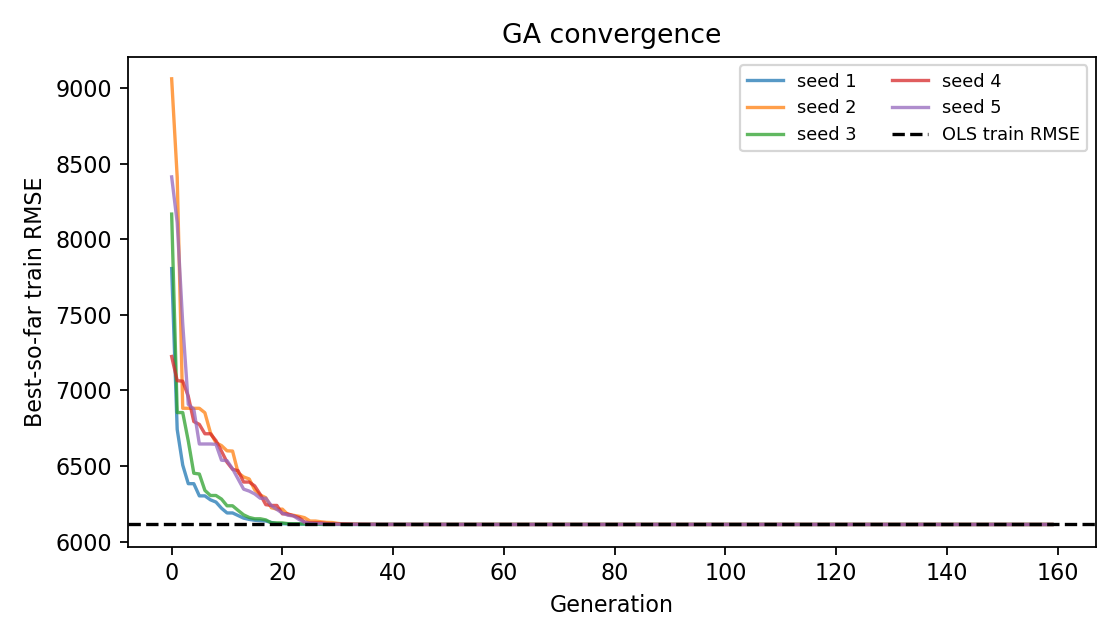 GA convergence
Best-so-far train RMSE
9000
8500
8000
7500
7000
6500
6000
seed 1
seed 2
seed 3
seed 4
seed 5
OLS train RMSE
0 20 40 60 80 100 120 140 160
Generation